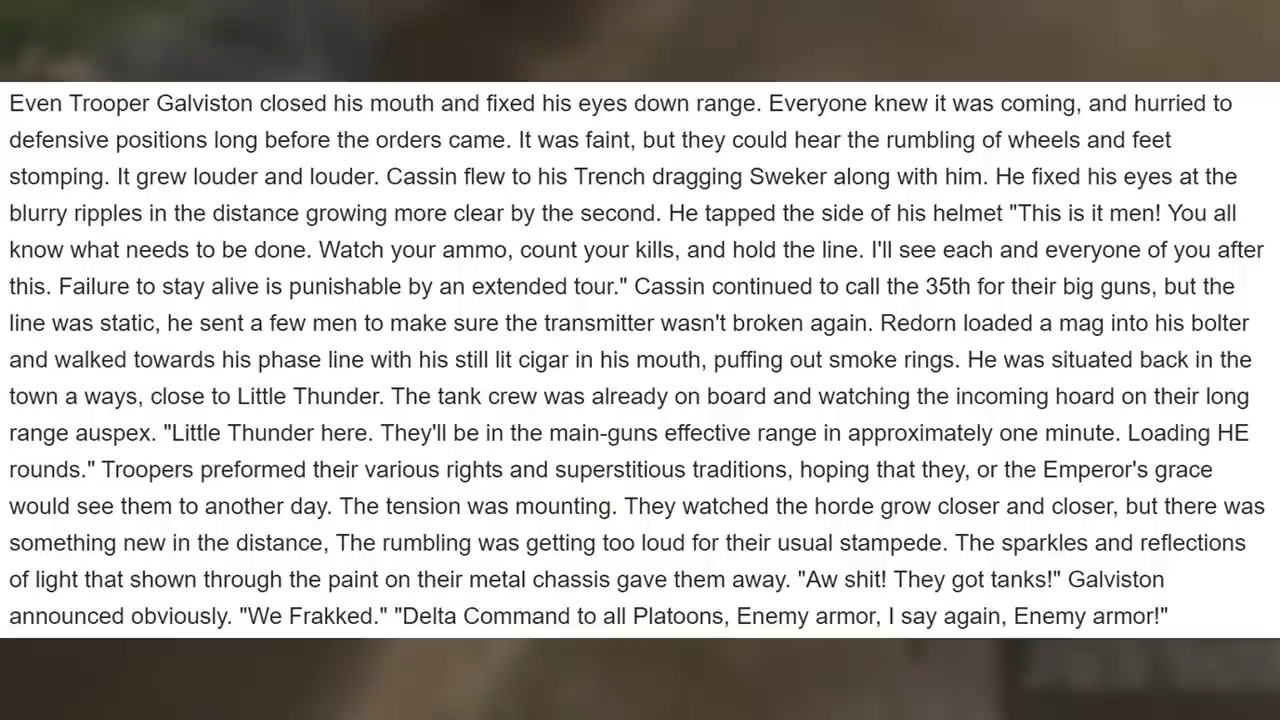 Even Trooper Galviston closed his mouth and fixed his eyes down range. Everyone knew it was coming, and hurried to
defensive positions long before the orders came. It was faint, but they could hear the rumbling of wheels and feet
stomping. It grew louder and louder. Cassin flew to his Trench dragging Sweker along with him. He fixed his eyes at the
blurry ripples in the distance growing more clear by the second. He tapped the side of his helmet "This is it men! You all
know what needs to be done. Watch your ammo, count your kills, and hold the line. I'll see each and everyone of you after
this. Failure to stay alive is punishable by an extended tour." Cassin continued to call the 35th for their big guns, but the
line was static, he sent a few men to make sure the transmitter wasn't broken again. Redorn loaded a mag into his bolter
and walked towards his phase line with his still lit cigar in his mouth, puffing out smoke rings. He was situated back in the
town a ways, close to Little Thunder. The tank crew was already on board and watching the incoming hoard on their long
range auspex. "Little Thunder here. They'll be in the main-guns effective range in approximately one minute. Loading HE
rounds." Troopers preformed their various rights and superstitious traditions, hoping that they, or the Emperor's grace
would see them to another day. The tension was mounting. They watched the horde grow closer and closer, but there was
something new in the distance, The rumbling was getting too loud for their usual stampede. The sparkles and reflections
of light that shown through the paint on their metal chassis gave them away. "Aw shit! They got tanks!" Galviston
announced obviously. "We Frakked." "Delta Command to all Platoons, Enemy armor, I say again, Enemy armor!"